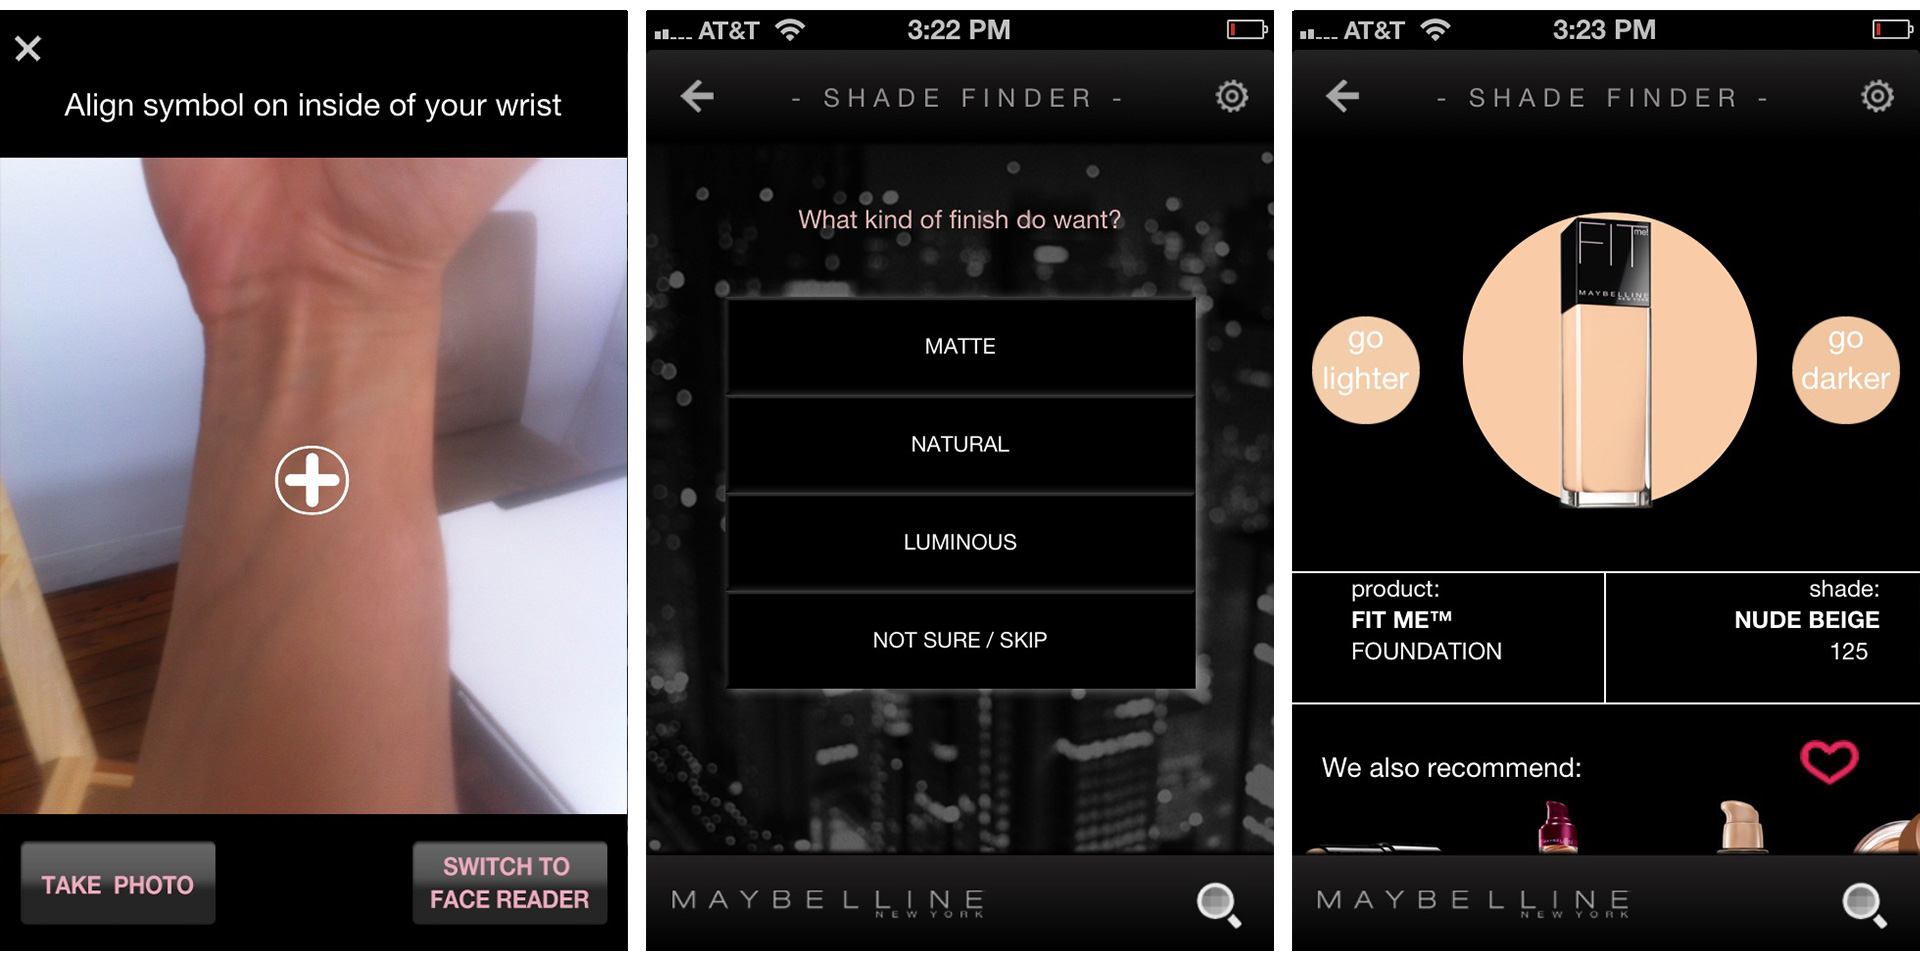 Align symbol on inside of your wrist
TAKE PHOTO
SWITCH TO
FACE READER
AT&T 3:22 PM
- SHADE FINDER -
What kind of finish do want?
MATTE
NATURAL
LUMINOUS
NOT SURE / SKIP
MAYBELLINE
NEW YORK
AT&T 3:23 PM
- SHADE FINDER -
FIT me!
MAYBELLINE
NEW YORK
go
lighter
go
darker
product:
FIT ME™
FOUNDATION
shade:
NUDE BEIGE
125
We also recommend:
MAYBELLINE
NEW YORK